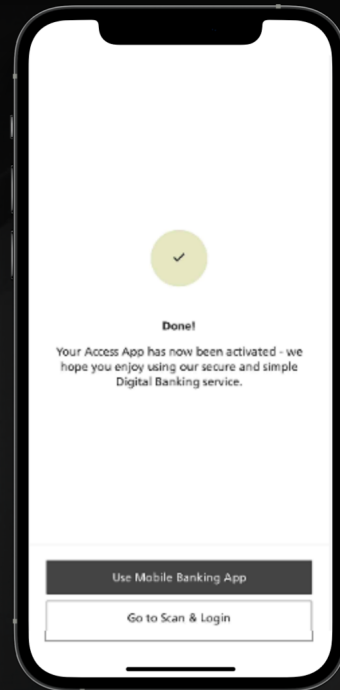 Done!
Your Access App has now been activated - we
hope you enjoy using our secure and simple
Digital Banking service.
Use Mobile Banking App
Go to Scan & Login